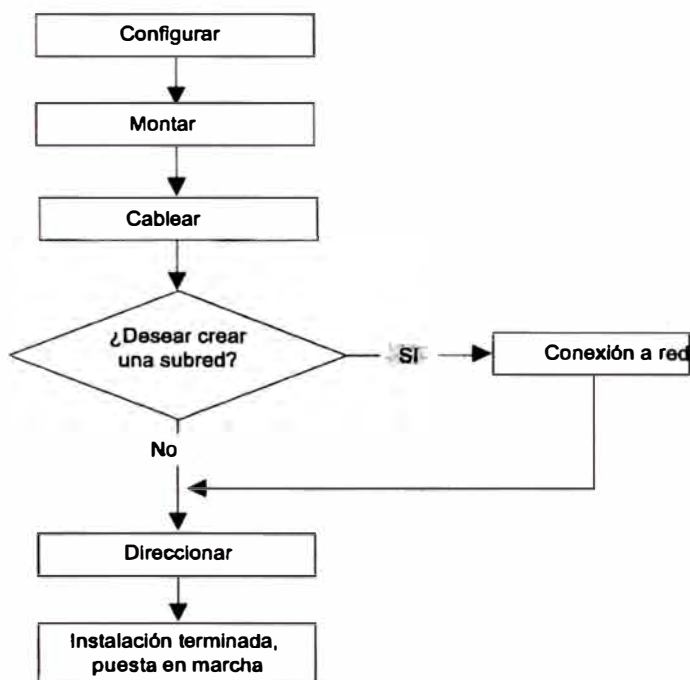 Configurar
Montar
Cablear
¿Desear crear
una subred?
SI
Conexión a red
No
Direccionar
Instalación terminada,
puesta en marcha